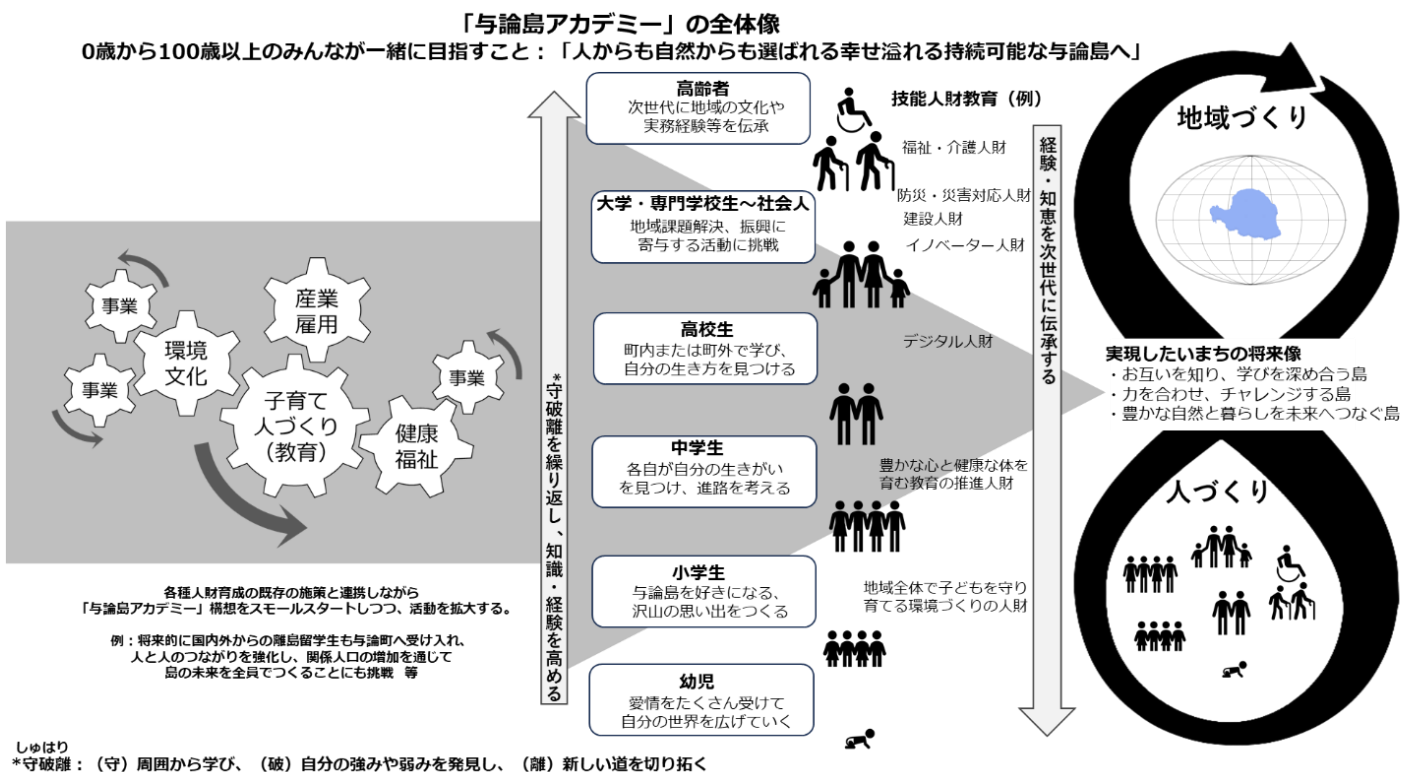 「与論島アカデミー」の全体像
0歳から100歳以上のみんなが一緒に目指すこと：「人からも自然からも選ばれる幸せ溢れる持続可能な与論島へ」
事業
事業
環境
文化
産業
雇用
子育て
人づくり
（教育）
健康
福祉
事業
各種人財育成の既存の施策と連携しながら
「与論島アカデミー」構想をスモールスタートしつつ、活動を拡大する。
例：将来的に国内外からの離島留学生も与論町へ受け入れ、
人と人のつながりを強化し、関係人口の増加を通じて
島の未来を全員でつくることにも挑戦　等
*守破離を繰り返し、知識・経験を高める
高齢者
次世代に地域の文化や
実務経験等を伝承
大学・専門学校生～社会人
地域課題解決、振興に
寄与する活動に挑戦
高校生
町内または町外で学び、
自分の生き方を見つける
中学生
各自が自分の生きがい
を見つけ、進路を考える
小学生
与論島を好きになる、
沢山の思い出をつくる
幼児
愛情をたくさん受けて
自分の世界を広げていく
技能人財教育（例）
福祉・介護人財
防災・災害対応人財
建設人財
イノベーター人財
デジタル人財
豊かな心と健康な体を
育む教育の推進人財
地域全体で子どもを守り
育てる環境づくりの人財
経験・知恵を次世代に伝承する
地域づくり
実現したいまちの将来像
・お互いを知り、学びを深め合う島
・力を合わせ、チャレンジする島
・豊かな自然と暮らしを未来へつなぐ島
人づくり
しゅはり
*守破離：（守）周囲から学び、（破）自分の強みや弱みを発見し、（離）新しい道を切り拓く